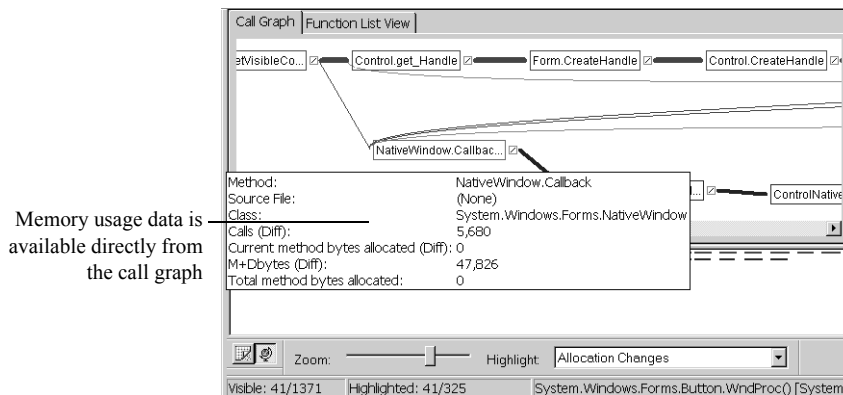 Call Graph Function List View
etVisibleCo... Control.get_Handle Form.CreateHandle Control.CreateHandle
NativeWindow.Callbac...
Method: NativeWindow.Callback
Source File: (None)
Class: System.Windows.Forms.NativeWindow
Calls (Diff): 5,680
Current method bytes allocated (Diff): 0
M+Dbytes (Diff) 47,826
Total method bytes allocated: 0
l... ControlNative
Memory usage data is
available directly from
the call graph
Zoom: Highlight Allocation Changes
Visible: 41/1371 Highlighted: 41/325 System.Windows.Forms.Button.WndProc() [System